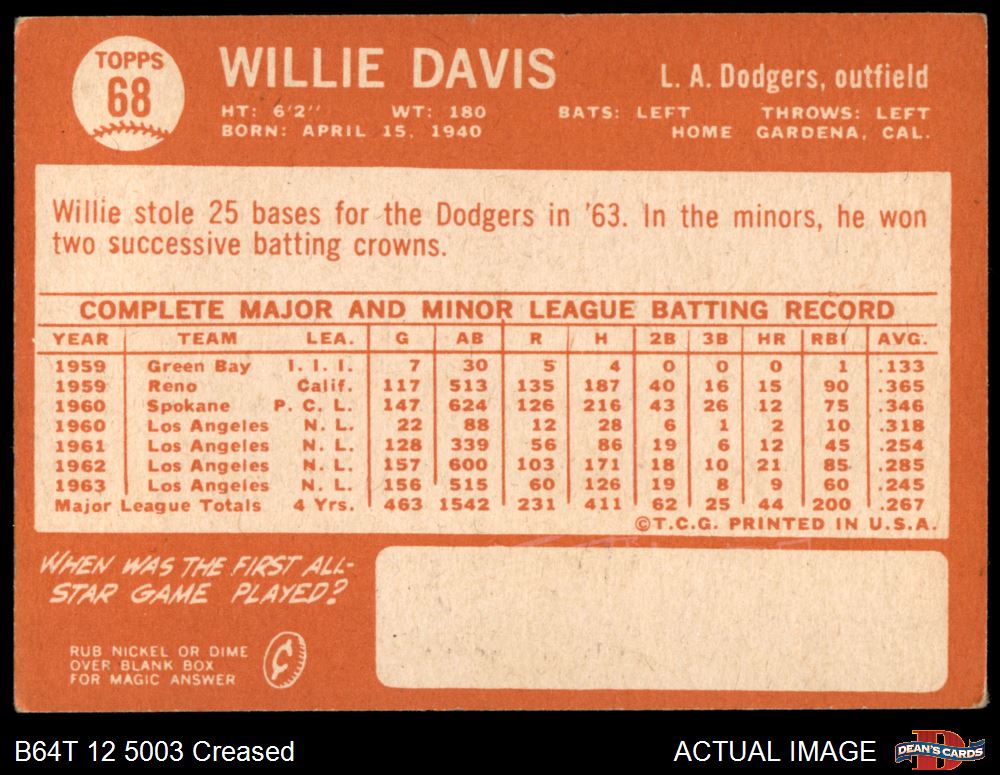 TOPPS
68
WILLIE DAVIS
L. A. Dodgers, outfield
HT: 6'2" WT: 180 BATS: LEFT THROWS: LEFT
BORN: APRIL 15, 1940 HOME GARDENA, CAL.
Willie stole 25 bases for the Dodgers in '63. In the minors, he won
two successive batting crowns.
COMPLETE MAJOR AND MINOR LEAGUE BATTING RECORD
YEAR TEAM LEA. G AB R H 2B 3B HR RBI AVG.
1959 Green Bay I. I. I. 7 30 5 4 0 0 0 1 .133
1959 Reno Calif. 117 513 135 187 40 16 15 90 .365
1960 Spokane P. C. L. 147 624 126 216 43 26 12 75 .346
1960 Los Angeles N. L. 22 88 12 28 6 1 2 10 .318
1961 Los Angeles N. L. 128 339 56 86 19 6 12 45 .254
1962 Los Angeles N. L. 157 600 103 171 18 10 21 85 .285
1963 Los Angeles N. L. 156 515 60 126 19 8 9 60 .245
Major League Totals 4 Yrs. 463 1542 231 411 62 25 44 200 .267
©T.C.G. PRINTED IN U.S.A.
WHEN WAS THE FIRST ALL-
STAR GAME PLAYED?
RUB NICKEL OR DIME
OVER BLANK BOX
FOR MAGIC ANSWER
¢
B64T 12 5003 Creased
ACTUAL IMAGE
D
DEAN'S CARDS